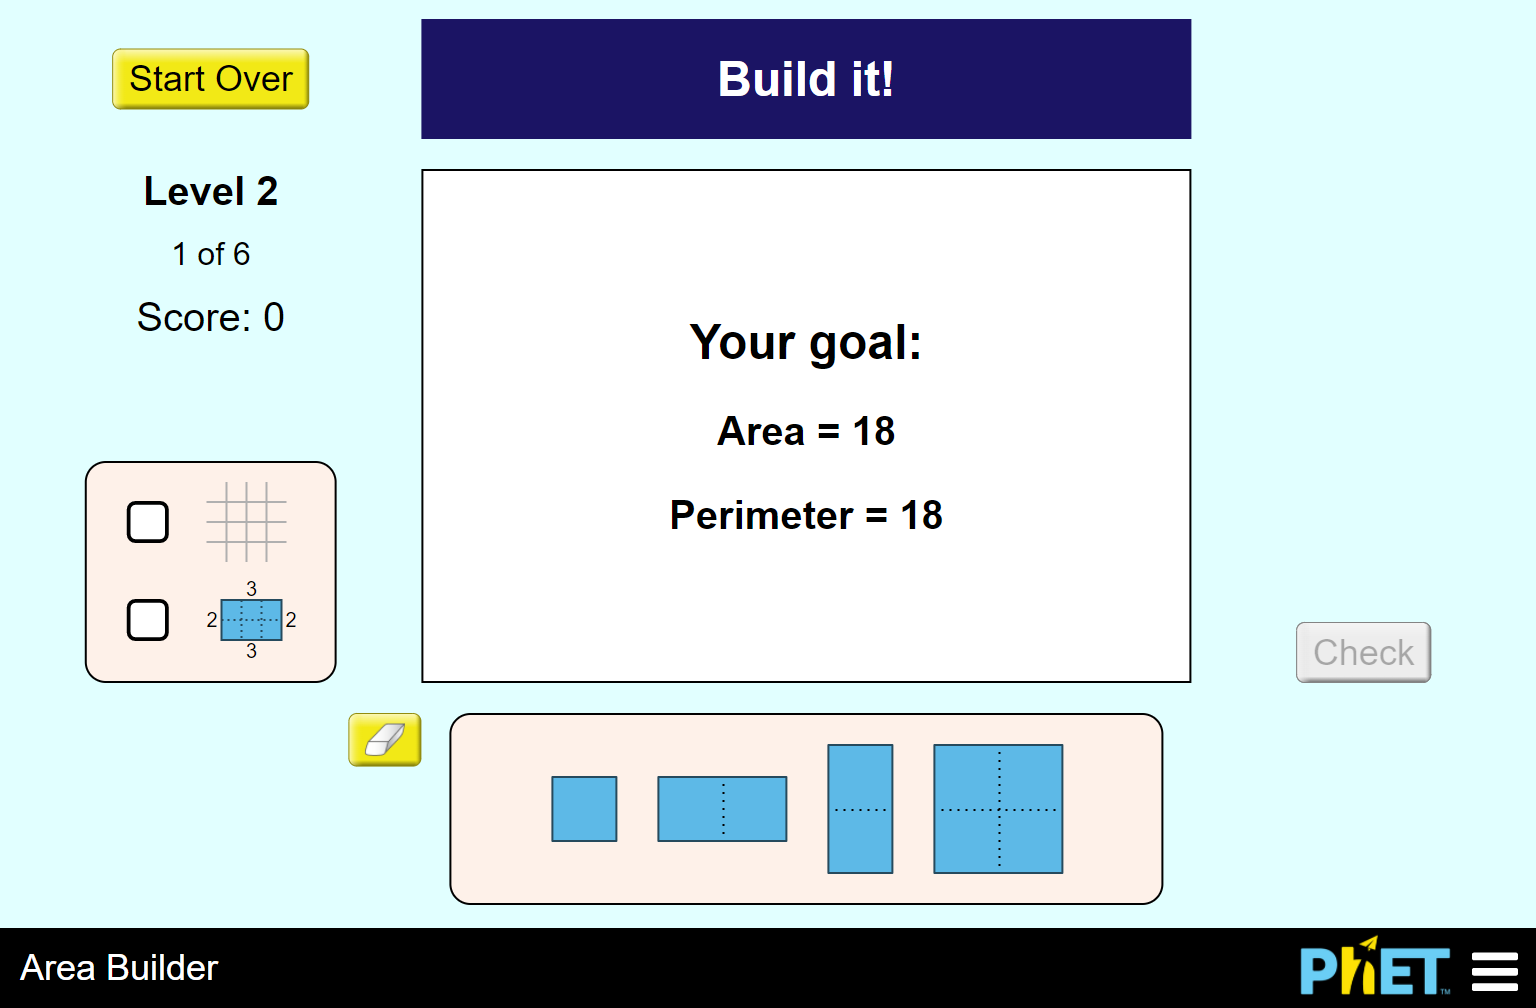 Start Over
Build it!
Level 2
1 of 6
Score: 0
Your goal:
Area = 18
Perimeter = 18
3
2
2
3
Check
Area Builder
PhET™